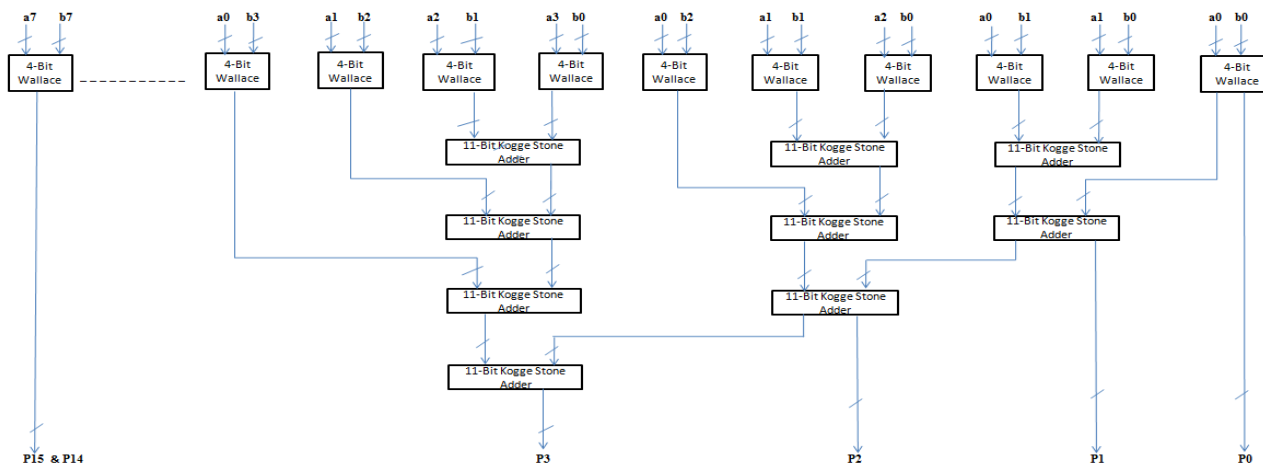 a7 b7 a0 b3 a1 b2 a2 b1 a3 b0 a0 b2 a1 b1 a2 b0 a0 b1 a1 b0 a0 b0
4-Bit
Wallace
4-Bit
Wallace
4-Bit
Wallace
4-Bit
Wallace
4-Bit
Wallace
4-Bit
Wallace
4-Bit
Wallace
4-Bit
Wallace
4-Bit
Wallace
4-Bit
Wallace
4-Bit
Wallace
11-Bit Kogge Stone
Adder
11-Bit Kogge Stone
Adder
11-Bit Kogge Stone
Adder
11-Bit Kogge Stone
Adder
11-Bit Kogge Stone
Adder
11-Bit Kogge Stone
Adder
11-Bit Kogge Stone
Adder
11-Bit Kogge Stone
Adder
11-Bit Kogge Stone
Adder
P15 & P14 P3 P2 P1 P0